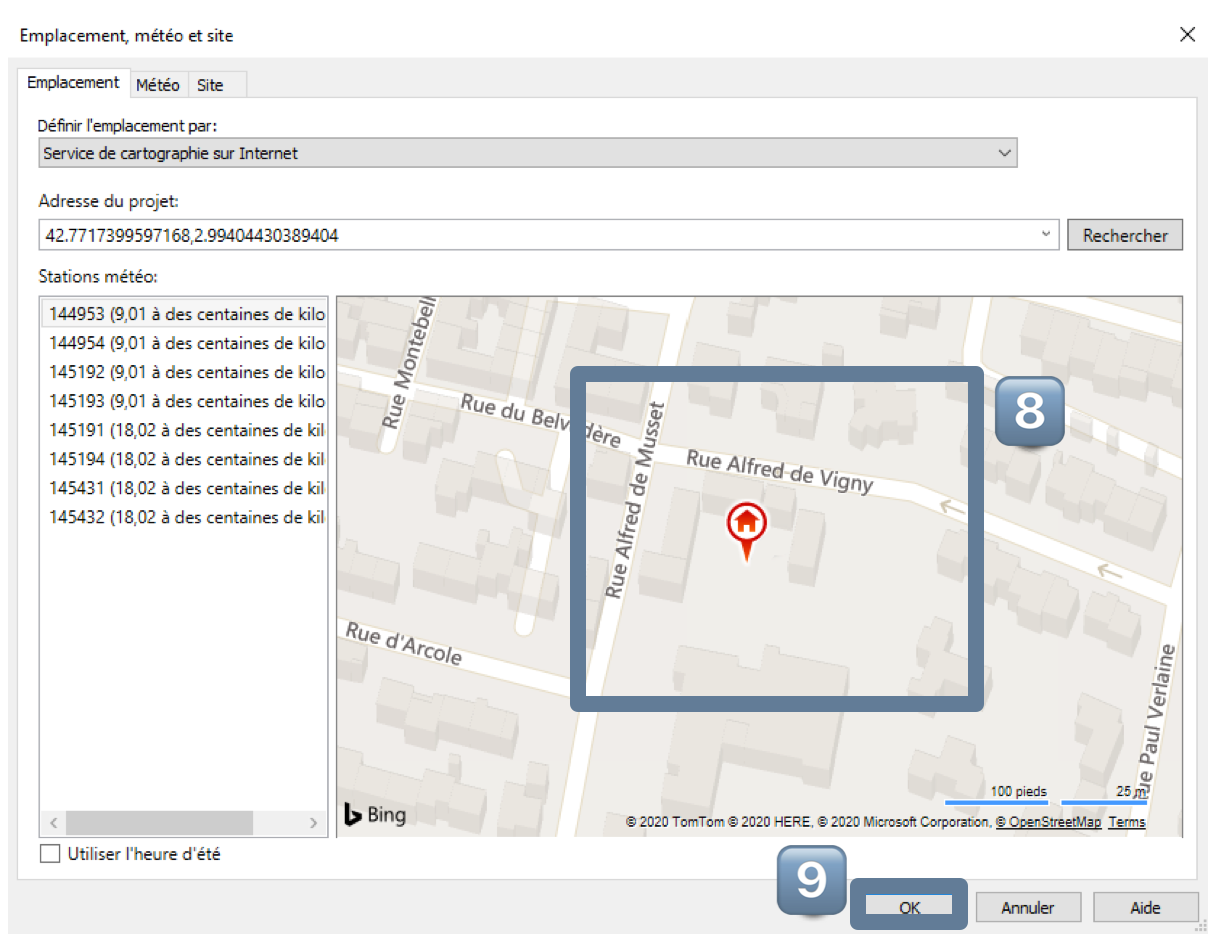 Emplacement, météo et site
Emplacement
Météo
Site
Définir l'emplacement par:
Service de cartographie sur Internet
Adresse du projet:
42.7717399597168,2.99404430389404
Rechercher
Stations météo:
144953 (9,01 à des centaines de kilo
144954 (9,01 à des centaines de kilo
145192 (9,01 à des centaines de kilo
145193 (9,01 à des centaines de kilo
145191 (18,02 à des centaines de kil
145194 (18,02 à des centaines de kil
145431 (18,02 à des centaines de kil
145432 (18,02 à des centaines de kil
Rue Montebell
Rue du Belv dère
Rue Alfred de Musset
Rue Alfred de Vigny
8
Rue d'Arcole
ue Paul Verlaine
100 pieds
25 m
Bing
© 2020 TomTom © 2020 HERE, © 2020 Microsoft Corporation, © OpenStreetMap Terms
Utiliser l'heure d'été
9
OK
Annuler
Aide